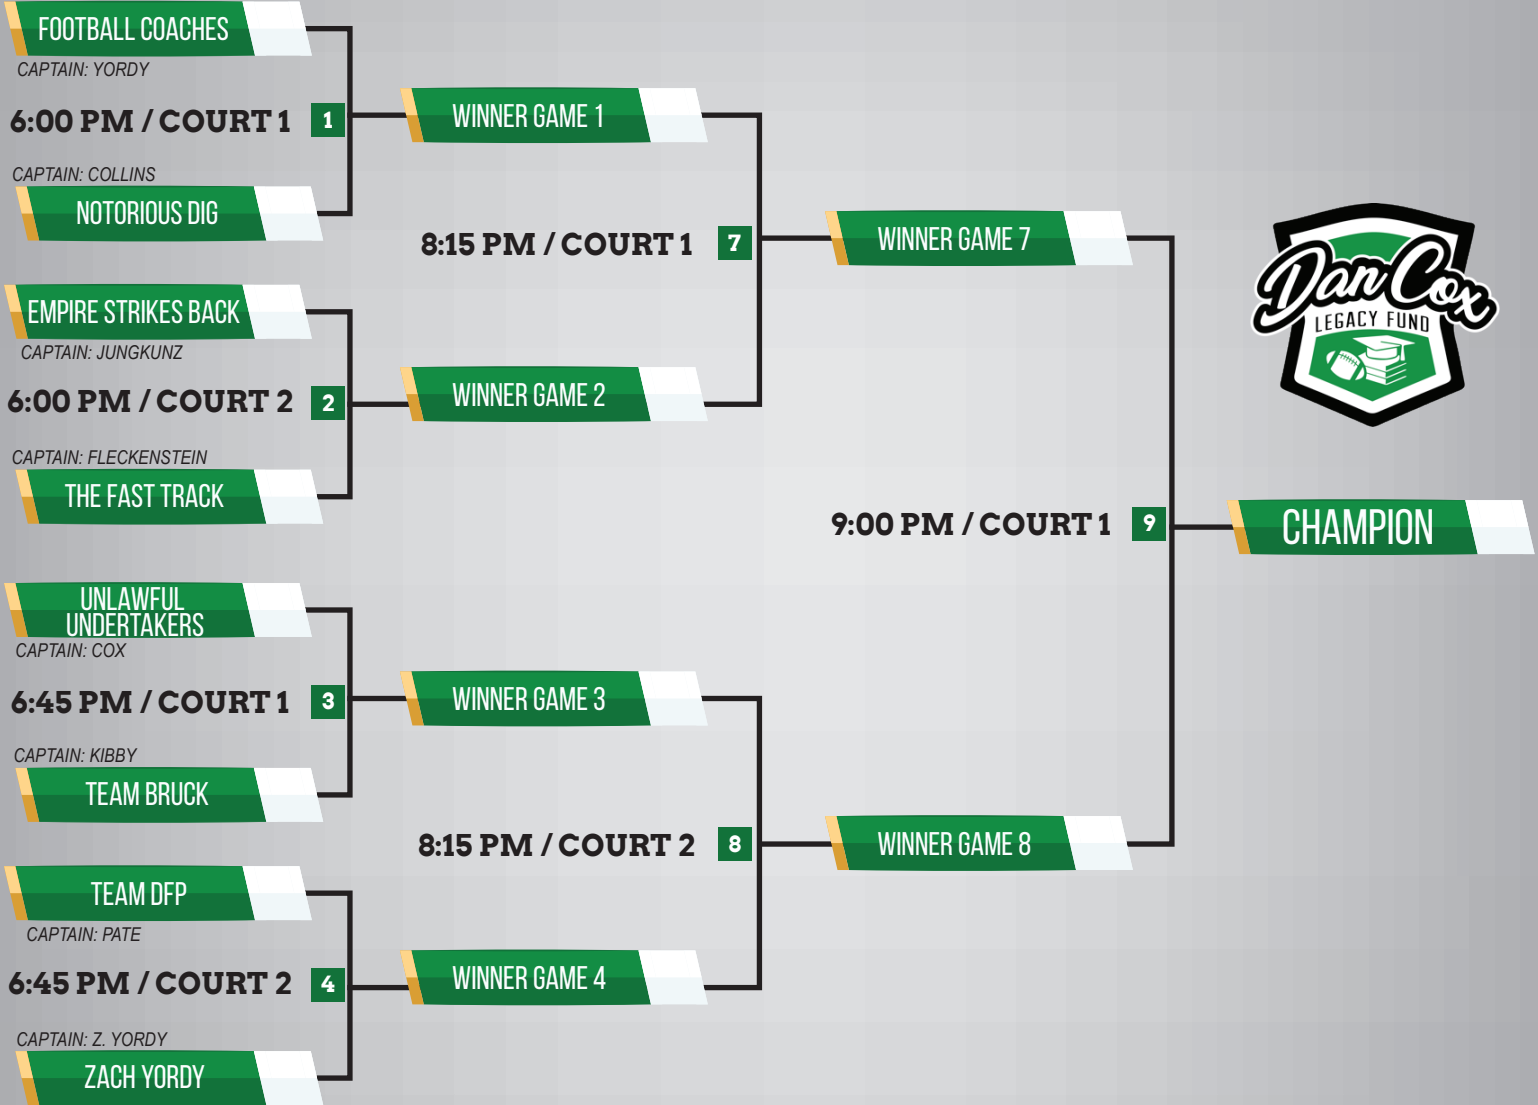 FOOTBALL COACHES
CAPTAIN: YORDY
6:00 PM / COURT 1
1
CAPTAIN: COLLINS
NOTORIOUS DIG
WINNER GAME 1
EMPIRE STRIKES BACK
CAPTAIN: JUNGKUNZ
6:00 PM / COURT 2
2
CAPTAIN: FLECKENSTEIN
THE FAST TRACK
WINNER GAME 2
8:15 PM / COURT 1
7
WINNER GAME 7
UNLAWFUL
UNDERTAKERS
CAPTAIN: COX
6:45 PM / COURT 1
3
CAPTAIN: KIBBY
TEAM BRUCK
WINNER GAME 3
TEAM DFP
CAPTAIN: PATE
6:45 PM / COURT 2
4
CAPTAIN: Z. YORDY
ZACH YORDY
WINNER GAME 4
8:15 PM / COURT 2
8
WINNER GAME 8
9:00 PM / COURT 1
9
CHAMPION
Dan Cox
LEGACY FUND